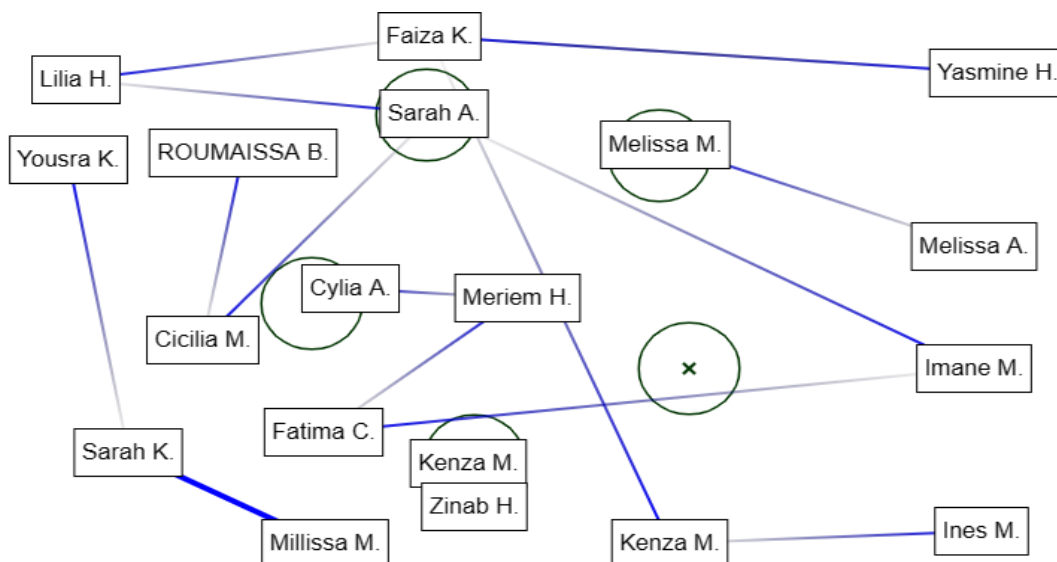 Faiza K.
Lilia H.
Yasmine H.
Sarah A.
Melissa M.
Yousra K.
ROUMAISSA B.
Melissa A.
Cylia A.
Meriem H.
Cicilia M.
Imane M.
Fatima C.
Sarah K.
Kenza M.
Zinab H.
Millissa M.
Kenza M.
Ines M.